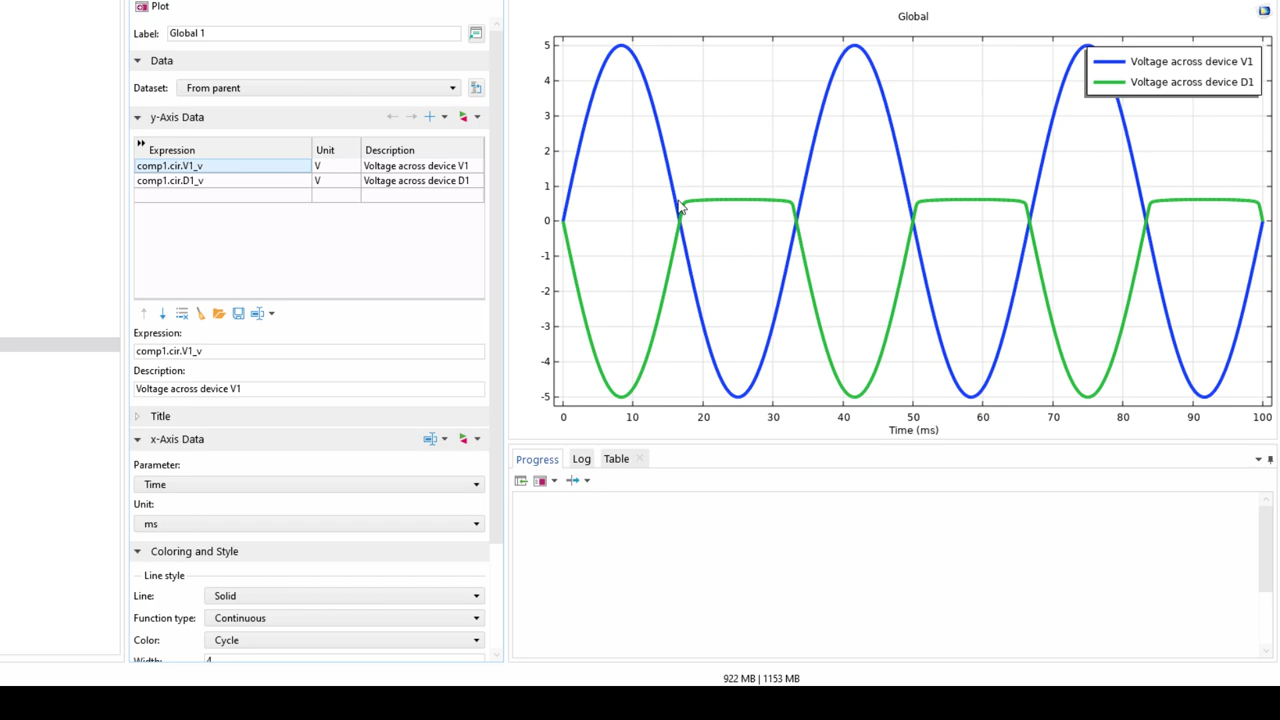 Plot
Label: Global 1
Data
Dataset: From parent
y-Axis Data
Expression Unit Description
comp1.cir.V1_v V Voltage across device V1
comp1.cir.D1_v V Voltage across device D1
Expression:
comp1.cir.V1_v
Description:
Voltage across device V1
Title
x-Axis Data
Parameter:
Time
Unit:
ms
Coloring and Style
Line style
Line: Solid
Function type: Continuous
Color: Cycle
Width: 4
Global
Voltage across device V1
Voltage across device D1
5
4
3
2
1
0
-1
-2
-3
-4
-5
0 10 20 30 40 50 60 70 80 90 100
Time (ms)
Progress Log Table
922 MB | 1153 MB